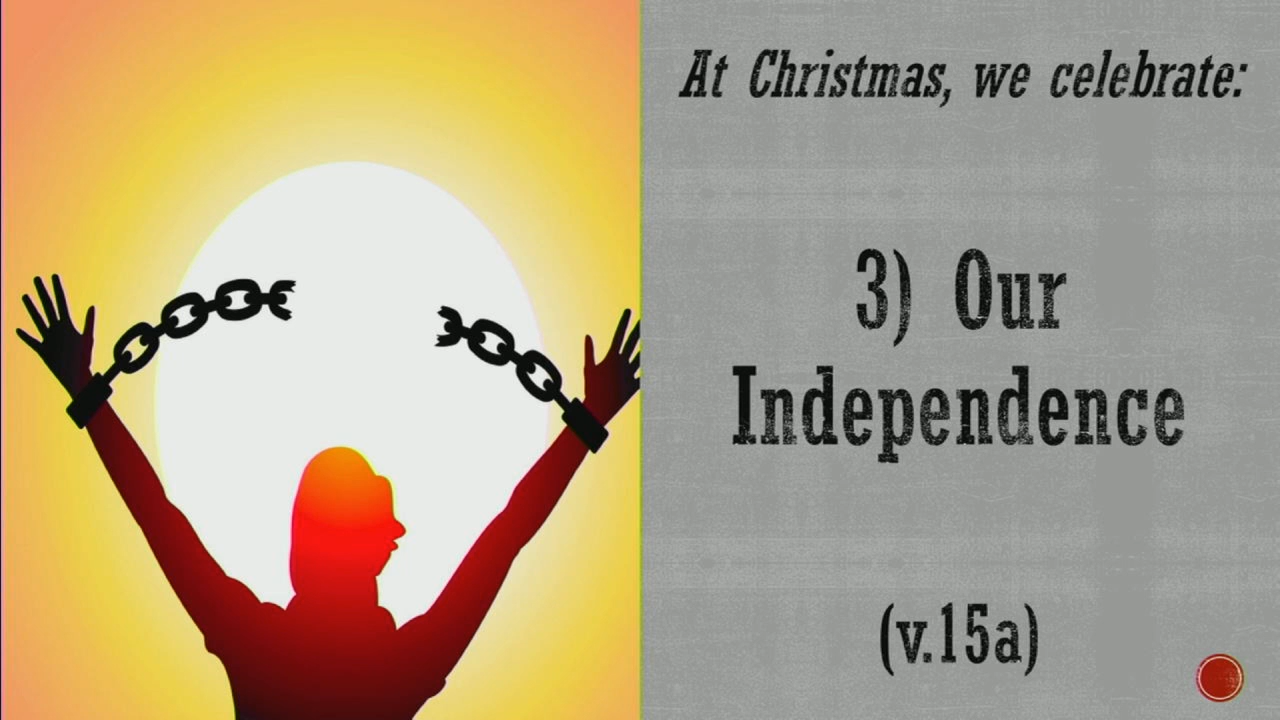 At Christmas, we celebrate:
3) Our
Independence
(v.15a)